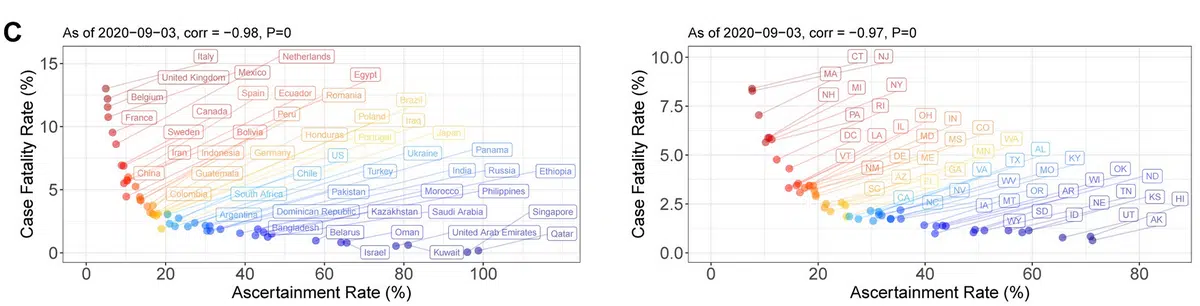 C
As of 2020−09−03, corr = −0.98, P=0
Case Fatality Rate (%)
15
10
5
0
Italy Netherlands
United Kingdom Mexico Egypt
Belgium Spain Ecuador Romania Brazil
France Canada Peru Poland Iraq
Sweden Bolivia Honduras Portugal Japan
Iran Indonesia Germany US Ukraine Panama
China Guatemala Chile Turkey India Russia Ethiopia
Colombia South Africa Pakistan Morocco Philippines
Argentina Dominican Republic Kazakhstan Saudi Arabia Singapore
Bangladesh Belarus Oman United Arab Emirates Qatar
Israel Kuwait
0 20 40 60 80 100
Ascertainment Rate (%)
As of 2020−09−03, corr = −0.97, P=0
Case Fatality Rate (%)
10.0
7.5
5.0
2.5
0.0
CT NJ
MA
NH MI NY
PA RI
DC LA IL OH IN
VT MD MS CO WA
NM DE ME MN AL
AZ GA VA TX MO KY OK
SC FL WV WI ND
CA NC NV OR AR TN KS HI
IA MT NE
WY SD ID UT AK
0 20 40 60 80
Ascertainment Rate (%)